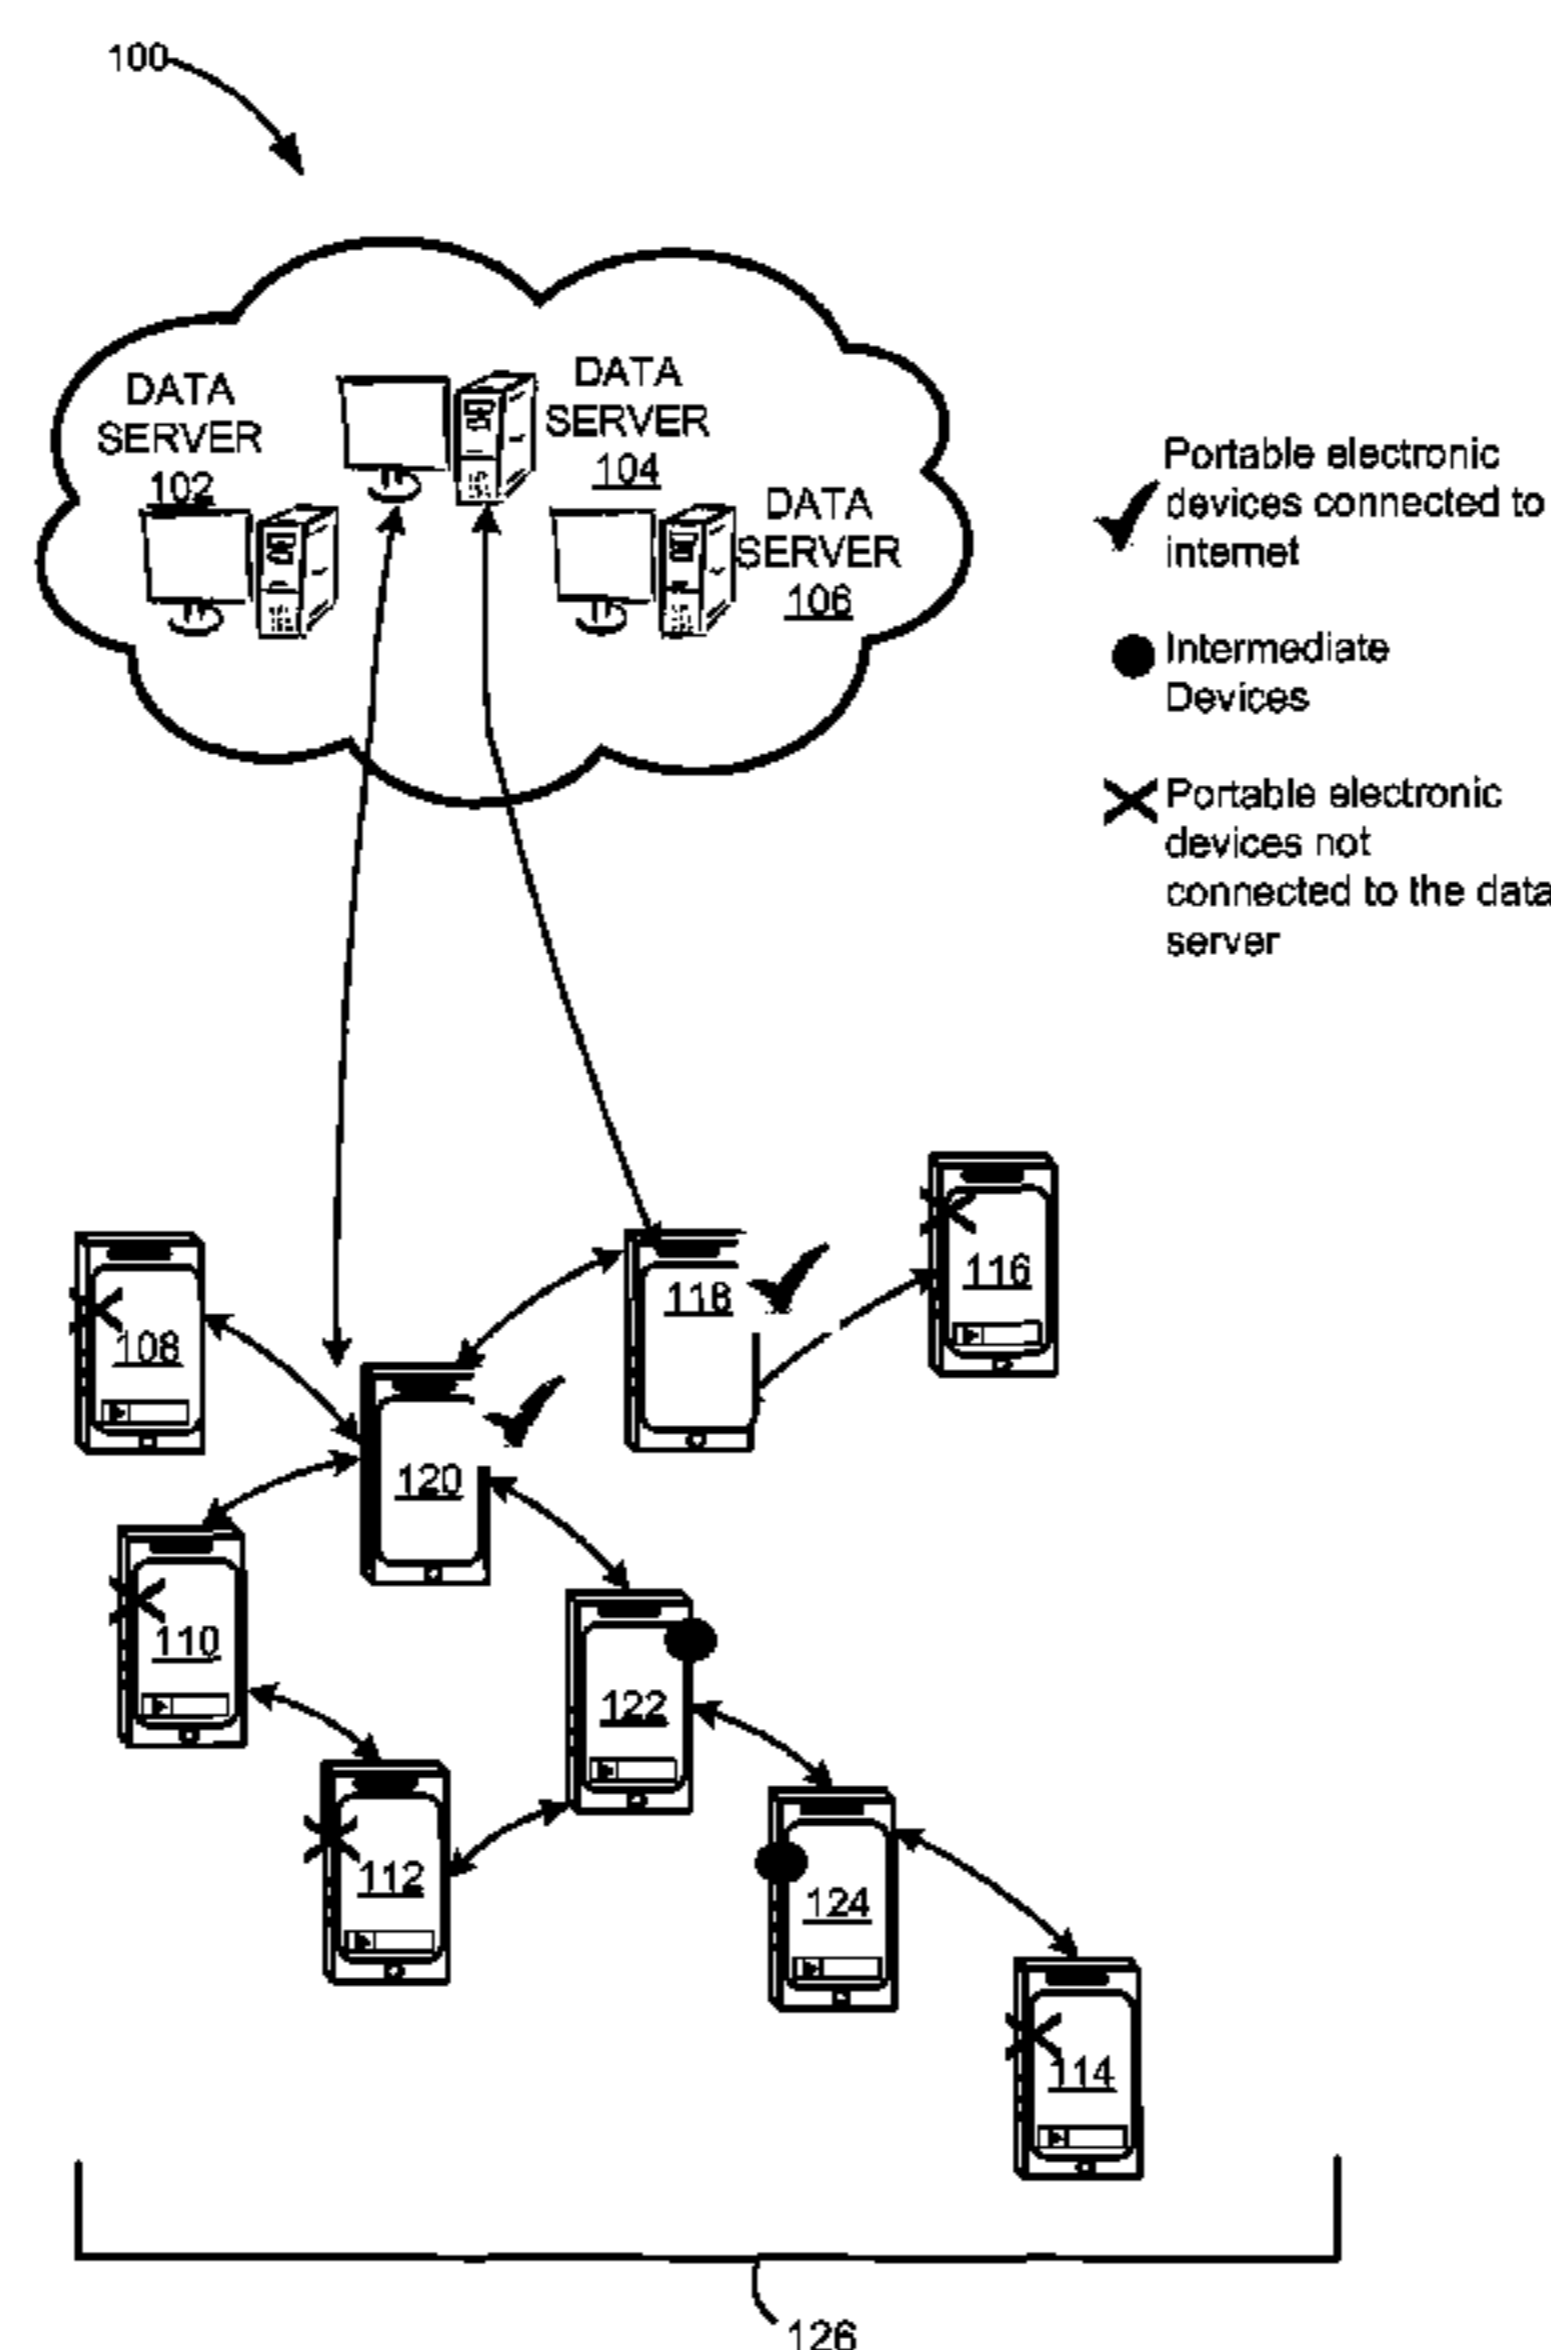 100
DATA
SERVER
102
DATA
SERVER
104
DATA
SERVER
106
Portable electronic
devices connected to
internet
Intermediate
Devices
Portable electronic
devices not
connected to the data
server
116
118
108
120
110
122
112
124
114
126